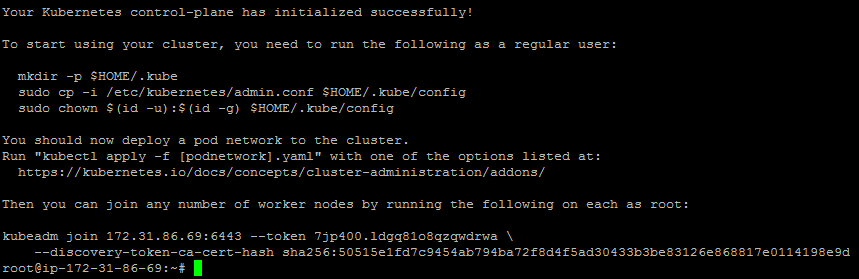 Your Kubernetes control-plane has initialized successfully!
To start using your cluster, you need to run the following as a regular user:
mkdir -p $HOME/.kube
sudo cp -i /etc/kubernetes/admin.conf $HOME/.kube/config
sudo chown $(id -u):$(id -g) $HOME/.kube/config
You should now deploy a pod network to the cluster.
Run "kubectl apply -f [podnetwork].yaml" with one of the options listed at:
https://kubernetes.io/docs/concepts/cluster-administration/addons/
Then you can join any number of worker nodes by running the following on each as root:
kubeadm join 172.31.86.69:6443 --token 7jp400.ldgq81o8qzqwdrwa \
--discovery-token-ca-cert-hash sha256:50515e1fd7c9454ab794ba72f8d4f5ad30433b3be83126e868817e0114198e9d
root@ip-172-31-86-69:~#